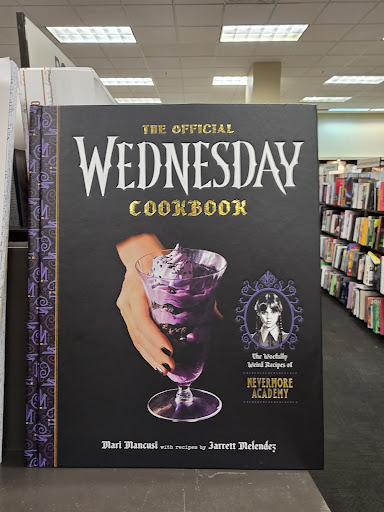 THE OFFICIAL
WEDNESDAY
COOKBOOK
The Woefully
Weird Recipes of
NEVERMORE
ACADEMY
Mari Mancusi with recipes by Jarrett Melendez